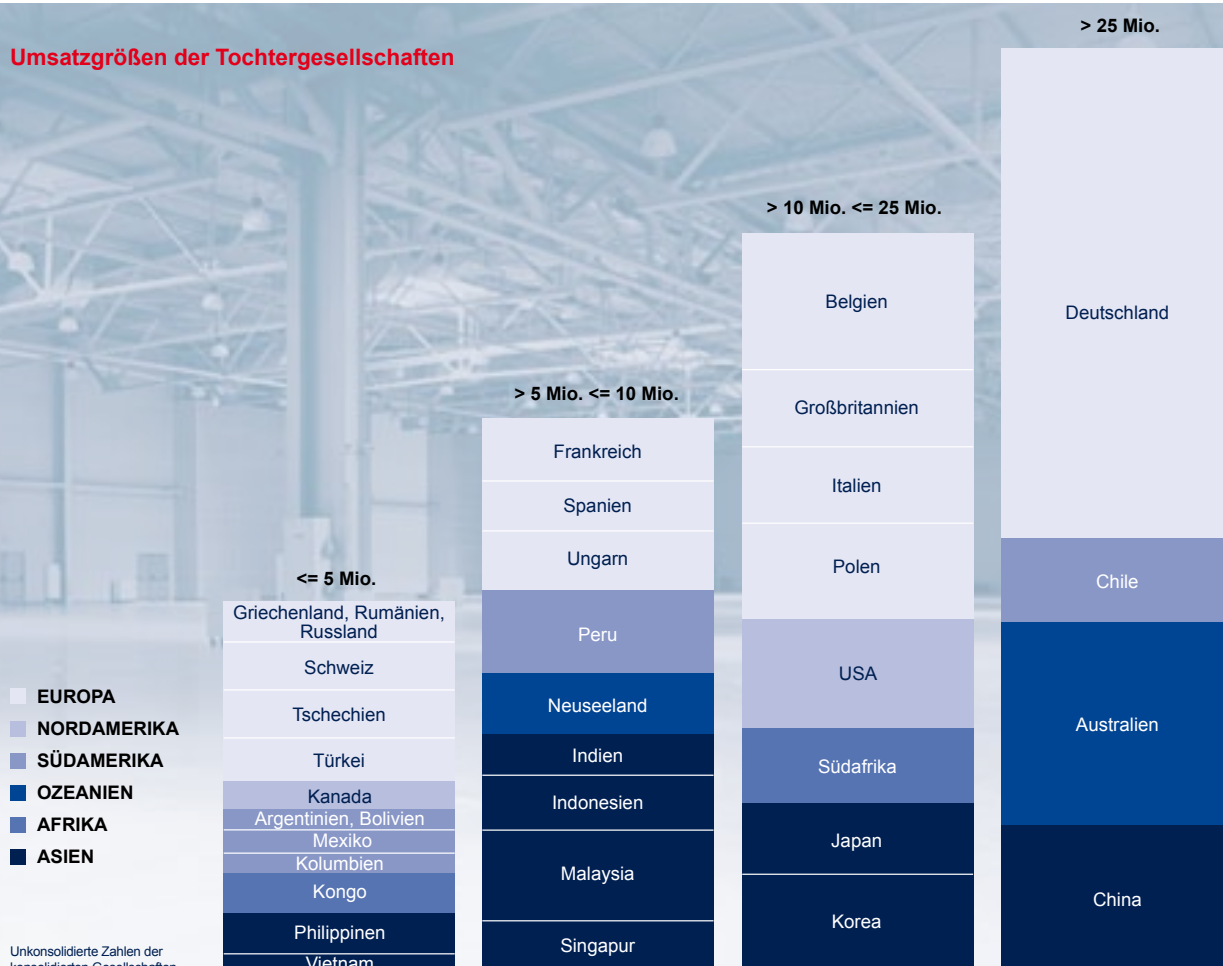 Umsatzgrößen der Tochtergesellschaften
<= 5 Mio.
Griechenland, Rumänien,
Russland
Schweiz
Tschechien
Türkei
Kanada
Argentinien, Bolivien
Mexiko
Kolumbien
Kongo
Philippinen
Vietnam
> 5 Mio. <= 10 Mio.
Frankreich
Spanien
Ungarn
Peru
Neuseeland
Indien
Indonesien
Malaysia
Singapur
> 10 Mio. <= 25 Mio.
Belgien
Großbritannien
Italien
Polen
USA
Südafrika
Japan
Korea
> 25 Mio.
Deutschland
Chile
Australien
China
EUROPA
NORDAMERIKA
SÜDAMERIKA
OZEANIEN
AFRIKA
ASIEN
Unkonsolidierte Zahlen der
konsolidierten Gesellschaften